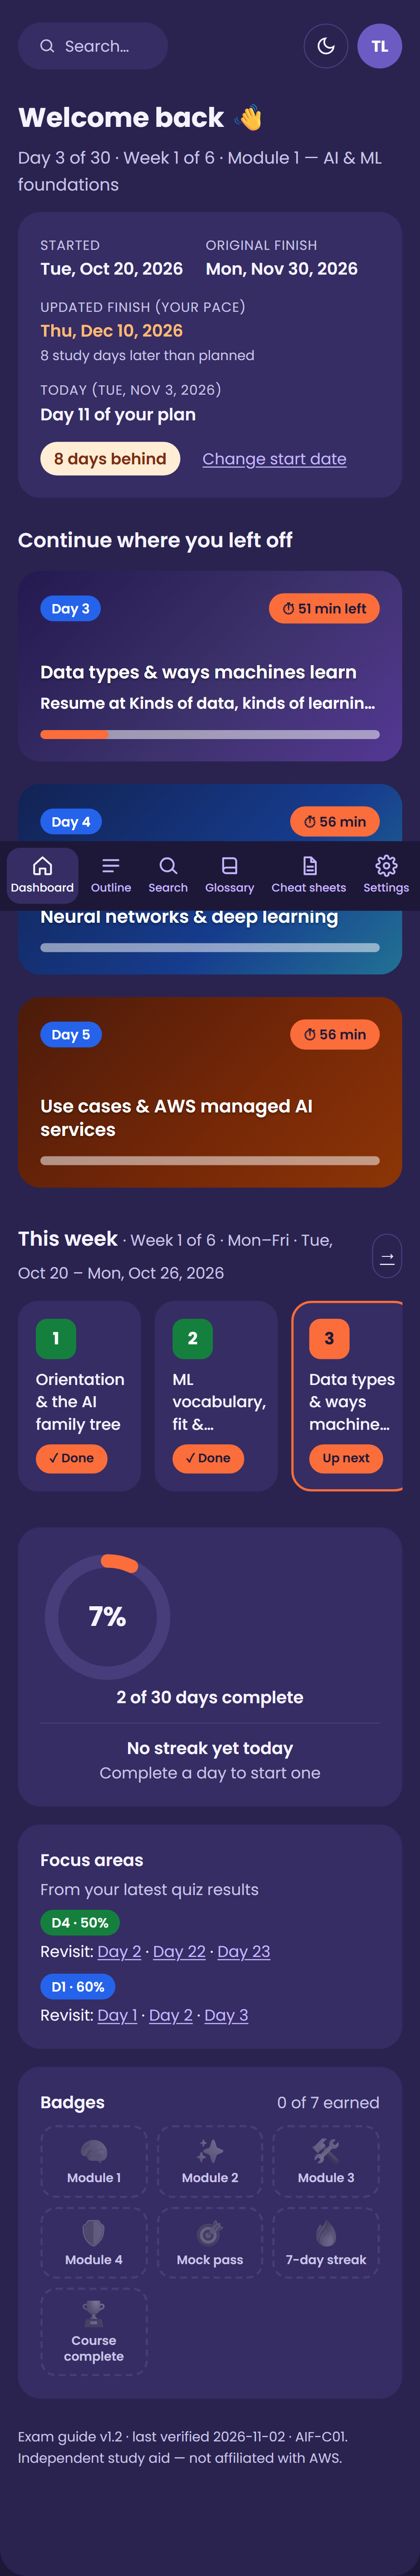 Search...
TL
Welcome back 👋
Day 3 of 30 · Week 1 of 6 · Module 1 — AI & ML
foundations
STARTED
Tue, Oct 20, 2026
ORIGINAL FINISH
Mon, Nov 30, 2026
UPDATED FINISH (YOUR PACE)
Thu, Dec 10, 2026
8 study days later than planned
TODAY (TUE, NOV 3, 2026)
Day 11 of your plan
8 days behind
Change start date
Continue where you left off
Day 3
⏱ 51 min left
Data types & ways machines learn
Resume at Kinds of data, kinds of learnin...
Day 4
⏱ 56 min
Dashboard
Outline
Search
Glossary
Cheat sheets
Settings
Neural networks & deep learning
Day 5
⏱ 56 min
Use cases & AWS managed AI
services
This week · Week 1 of 6 · Mon–Fri · Tue,
Oct 20 – Mon, Oct 26, 2026
→
1
Orientation
& the AI
family tree
✓ Done
2
ML
vocabulary,
fit &...
✓ Done
3
Data types
& ways
machine...
Up next
7%
2 of 30 days complete
No streak yet today
Complete a day to start one
Focus areas
From your latest quiz results
D4 · 50%
Revisit: Day 2 · Day 22 · Day 23
D1 · 60%
Revisit: Day 1 · Day 2 · Day 3
Badges
0 of 7 earned
Module 1
Module 2
Module 3
Module 4
Mock pass
7-day streak
Course
complete
Exam guide v1.2 · last verified 2026-11-02 · AIF-C01.
Independent study aid — not affiliated with AWS.